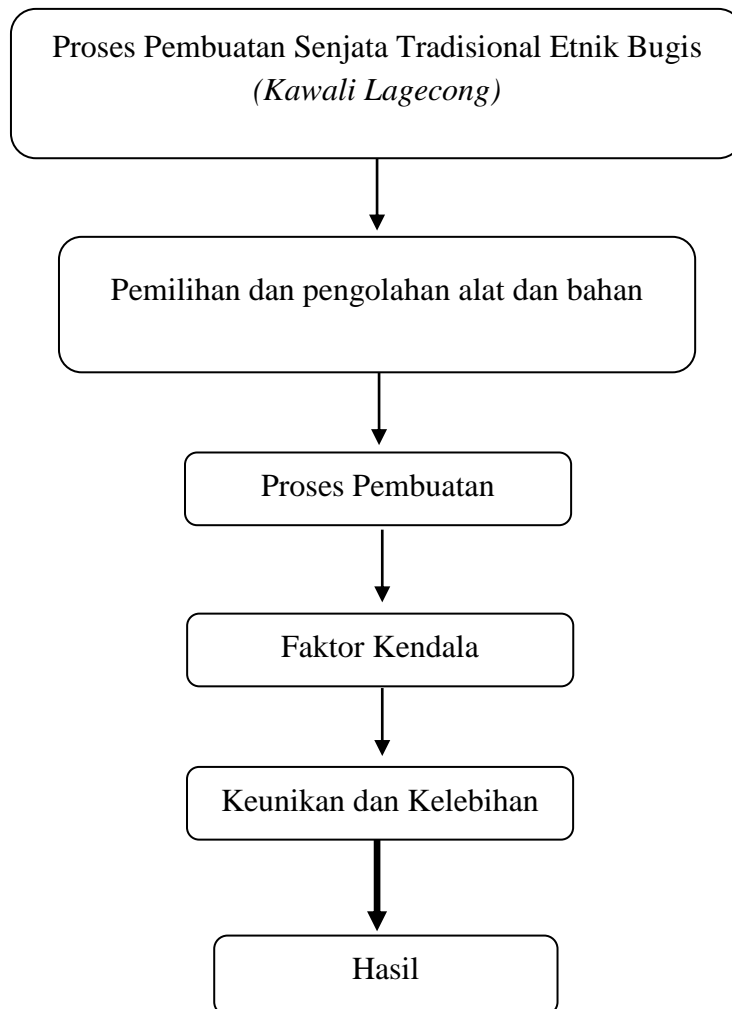 Proses Pembuatan Senjata Tradisional Etnik Bugis
(Kawali Lagecong)
Pemilihan dan pengolahan alat dan bahan
Proses Pembuatan
Faktor Kendala
Keunikan dan Kelebihan
Hasil